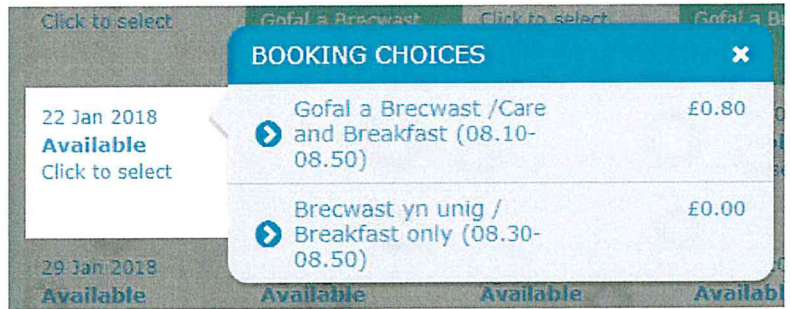 Click to select
Gofal a Brecwast
Click to select
Gofal a B
BOOKING CHOICES
22 Jan 2018
Available
Click to select
Gofal a Brecwast /Care
and Breakfast (08.10-
08.50)
£0.80
Brecwast yn unig /
Breakfast only (08.30-
08.50)
£0.00
29 Jan 2018
Available
Available
Available
Availabl